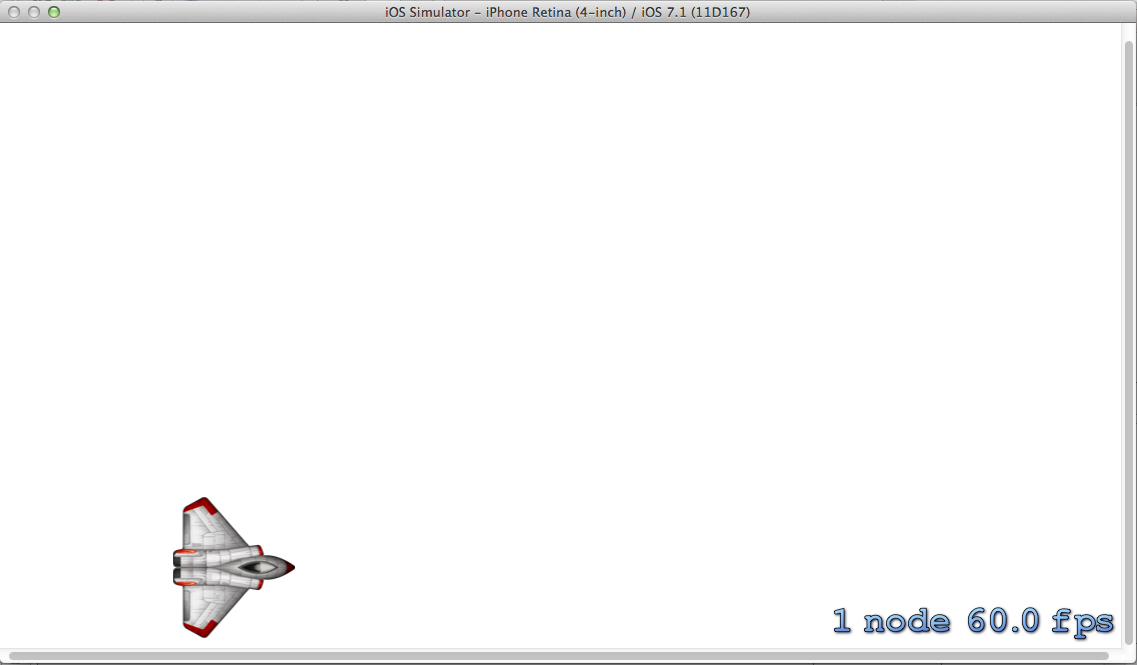 iOS Simulator - iPhone Retina (4-inch) / iOS 7.1 (11D167)
1 node 60.0 fps